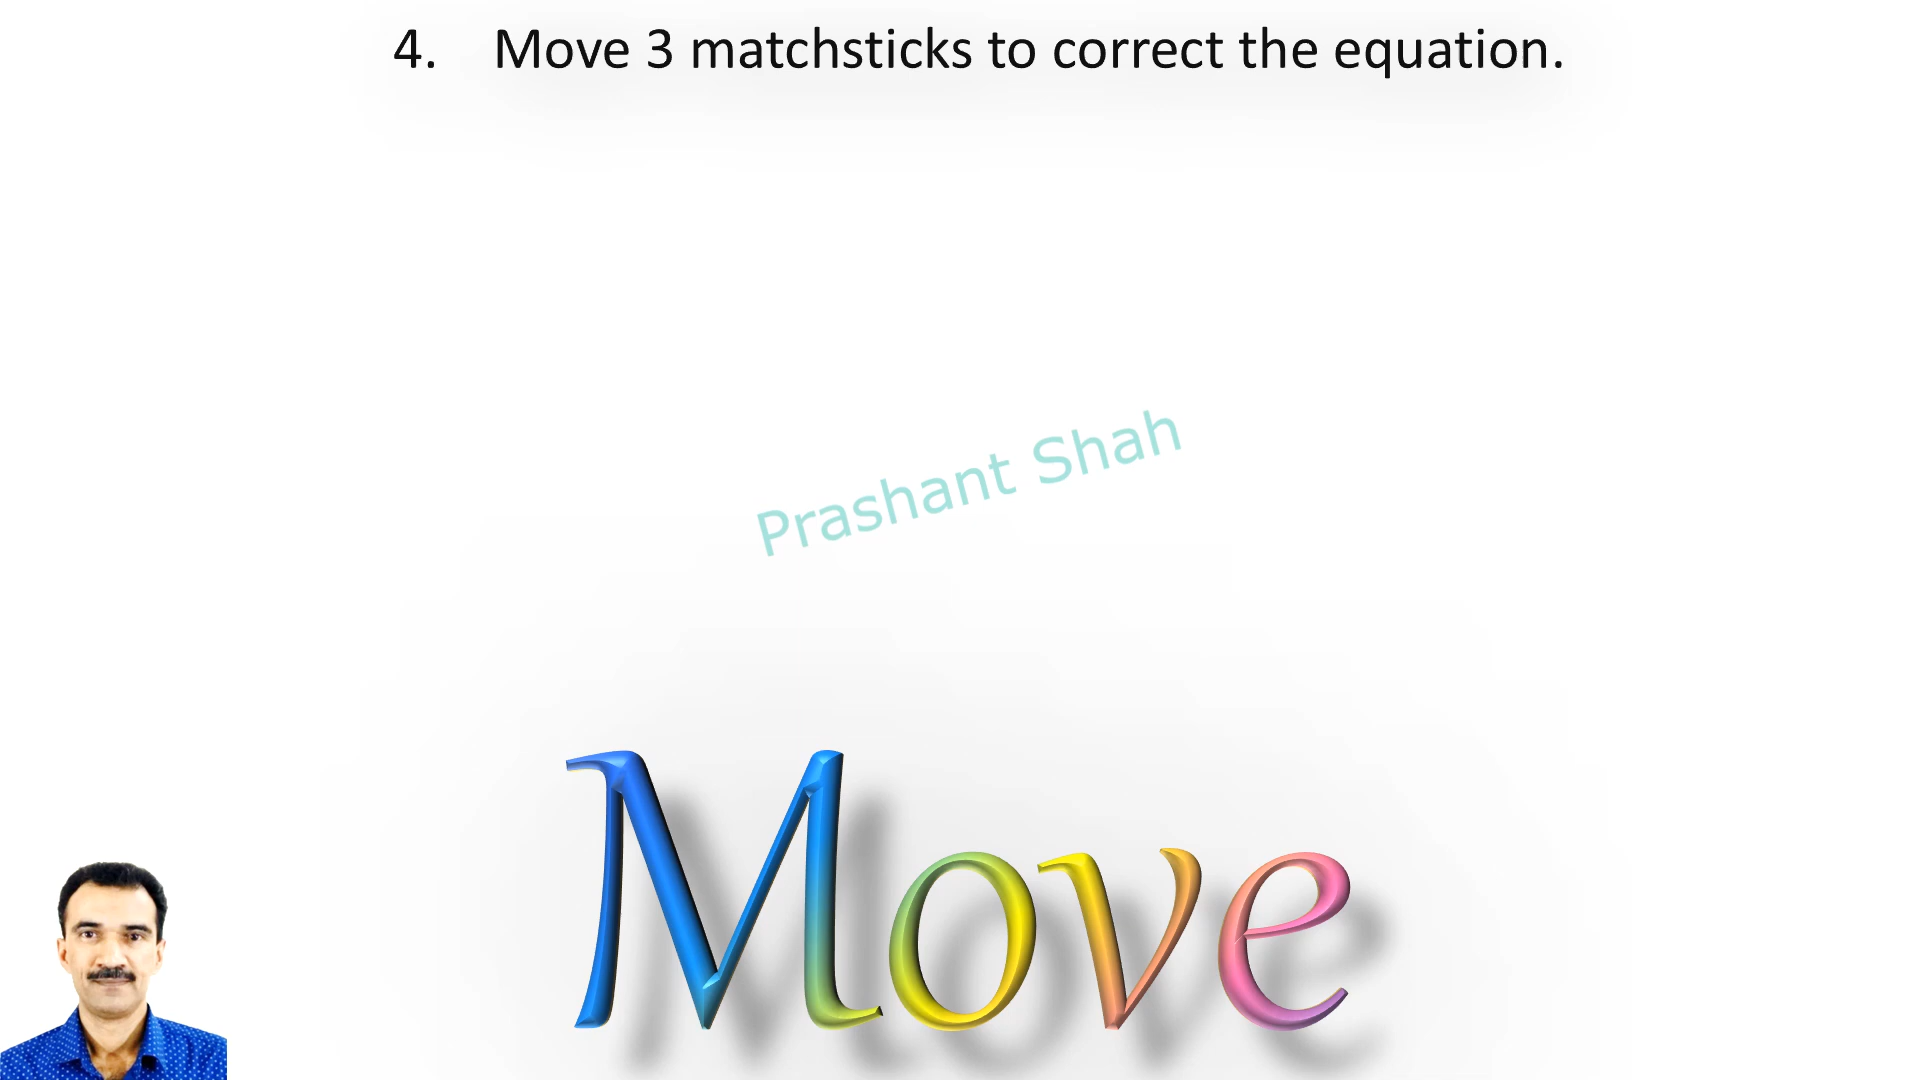 4. Move 3 matchsticks to correct the equation.
Prashant Shah
Move